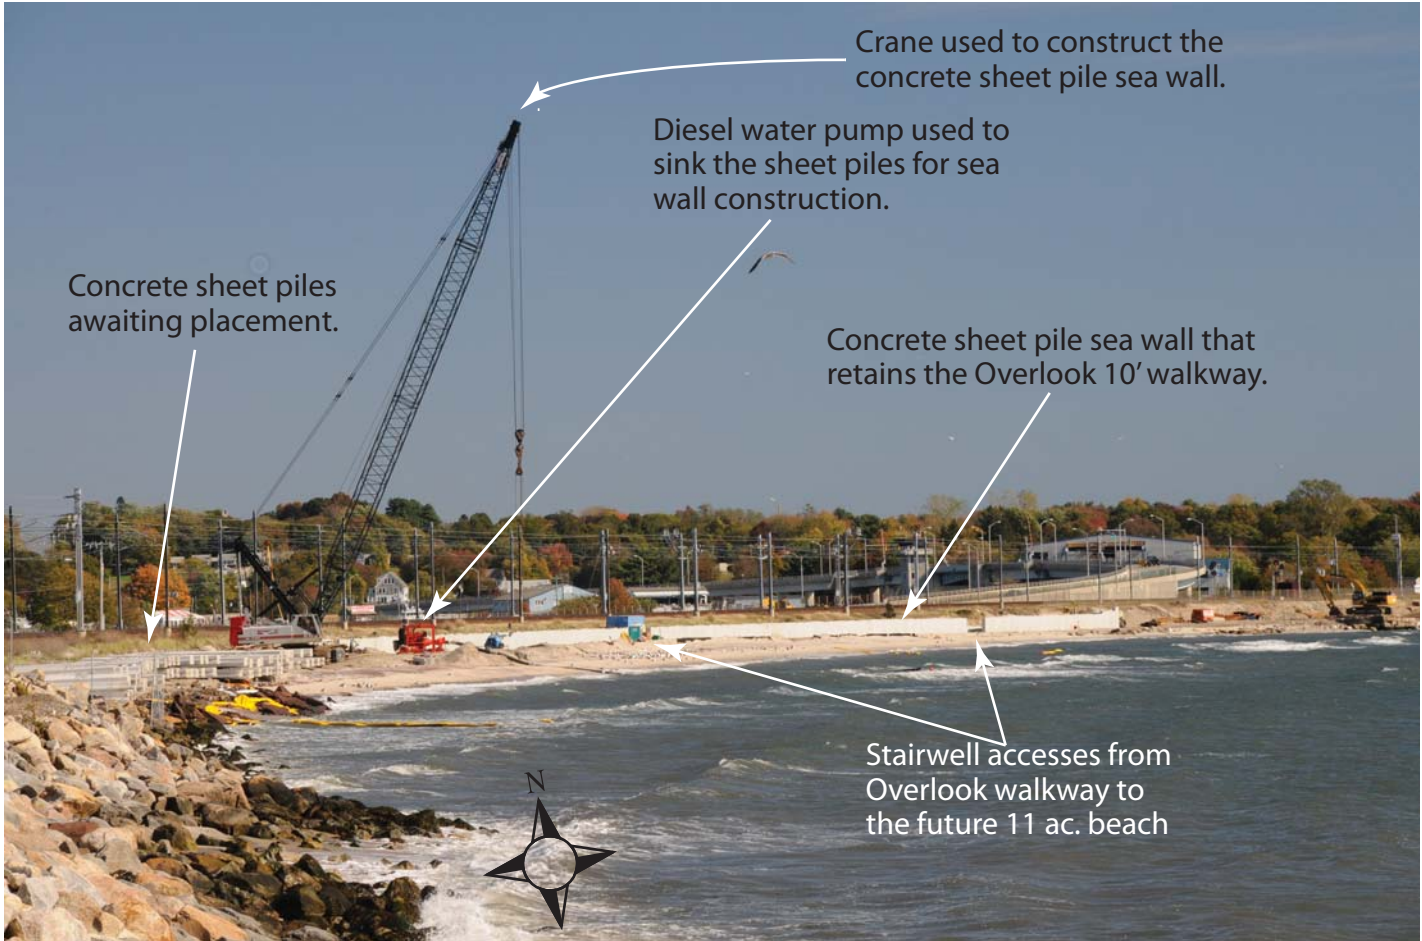 Crane used to construct the
concrete sheet pile sea wall.
Diesel water pump used to
sink the sheet piles for sea
wall construction.
Concrete sheet piles
awaiting placement.
Concrete sheet pile sea wall that
retains the Overlook 10’ walkway.
Stairwell accesses from
Overlook walkway to
the future 11 ac. beach
N